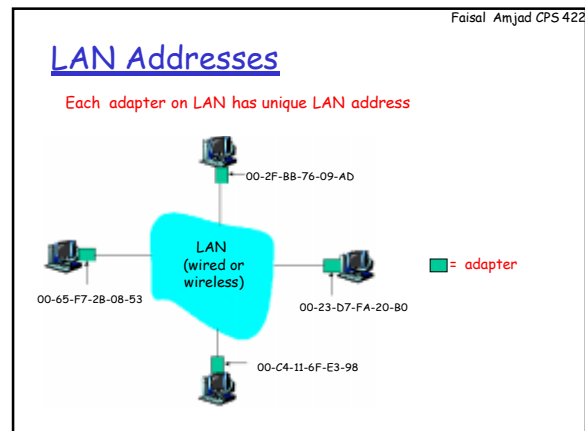 Faisal Amjad CPS 422
LAN Addresses
Each adapter on LAN has unique LAN address
00-2F-BB-76-09-AD
LAN
(wired or
wireless)
= adapter
00-65-F7-2B-08-53
00-23-D7-FA-20-B0
00-C4-11-6F-E3-98